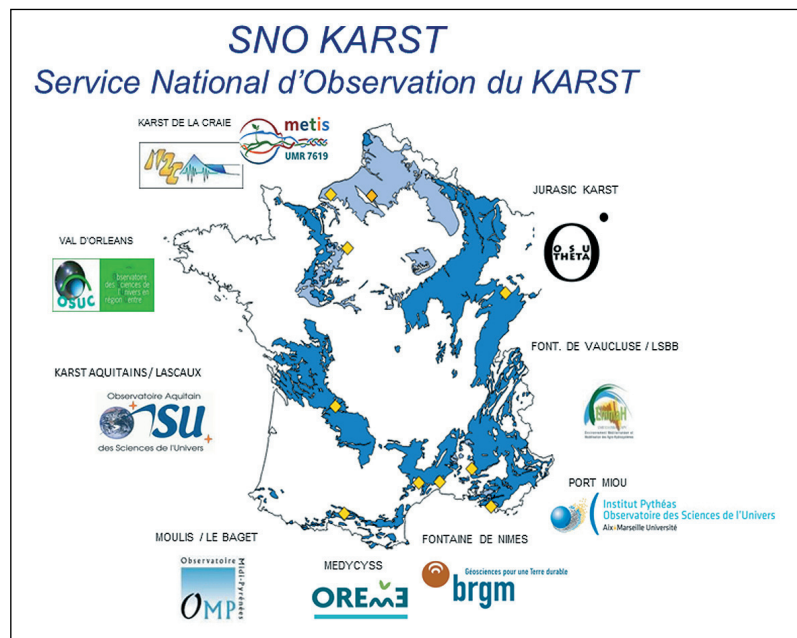 SNO KARST
Service National d'Observation du KARST
KARST DE LA CRAIE
metis
UMR 7619
JURASIC KARST
OSU
THETA
VAL D'ORLEANS
OSUC
Observatoire
des Sciences de
l'Univers en
région Centre
FONT. DE VAUCLUSE / LSBB
KARST AQUITAINS / LASCAUX
Observatoire Aquitain
OSU
des Sciences de l'Univers
PORT MIOU
Institut Pythéas
Observatoire des Sciences de l'Univers
Aix*Marseille Université
MOULIS / LE BAGET
Observatoire
Midi-Pyrénées
OMP
MEDYCYSS
OREME
FONTAINE DE NIMES
Géosciences pour une Terre durable
brgm